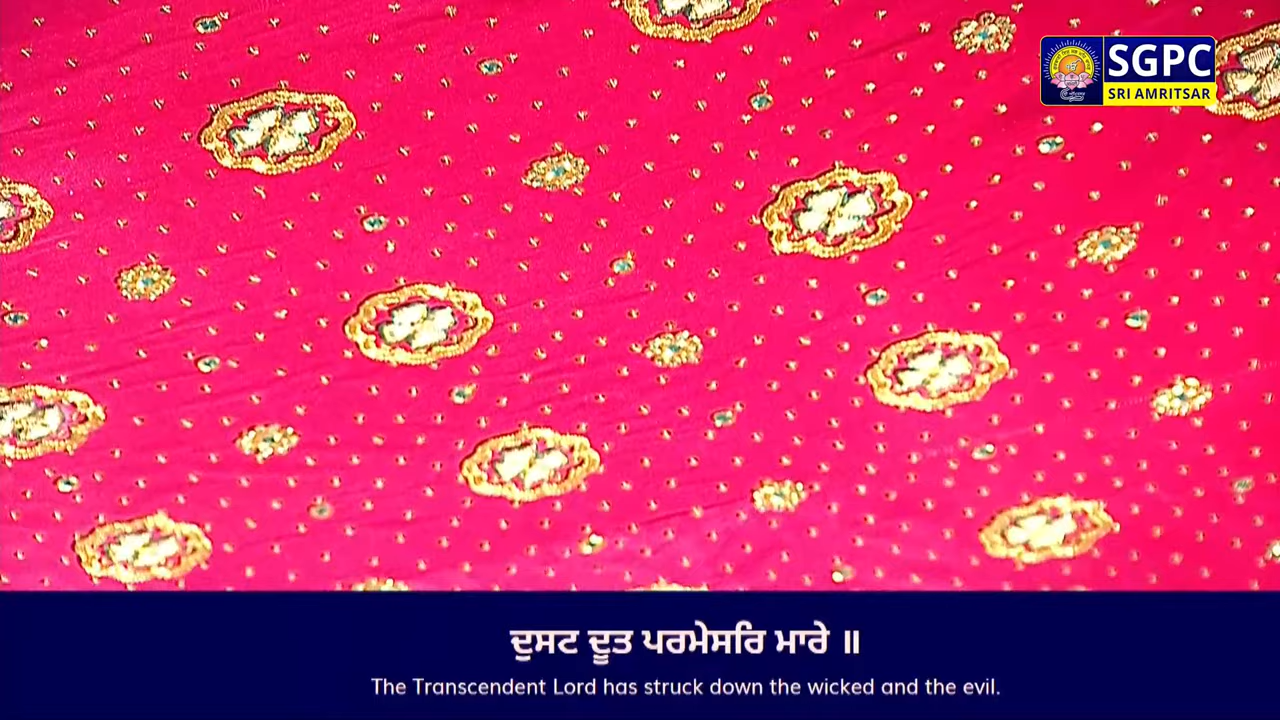 SGPC
SRI AMRITSAR
ਦੁਸਟ ਦੂਤ ਪਰਮੇਸਰਿ ਮਾਰੇ ॥
The Transcendent Lord has struck down the wicked and the evil.